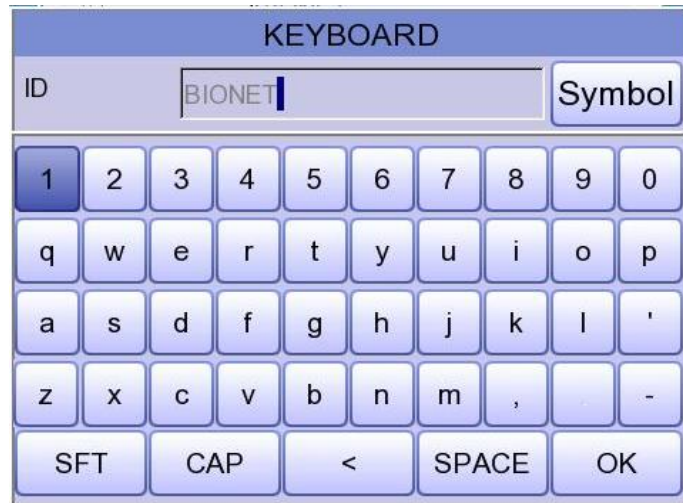 KEYBOARD
ID BIONET Symbol
1 2 3 4 5 6 7 8 9 0
q w e r t y u i o p
a s d f g h j k l '
z x c v b n m , . -
SFT CAP < SPACE OK